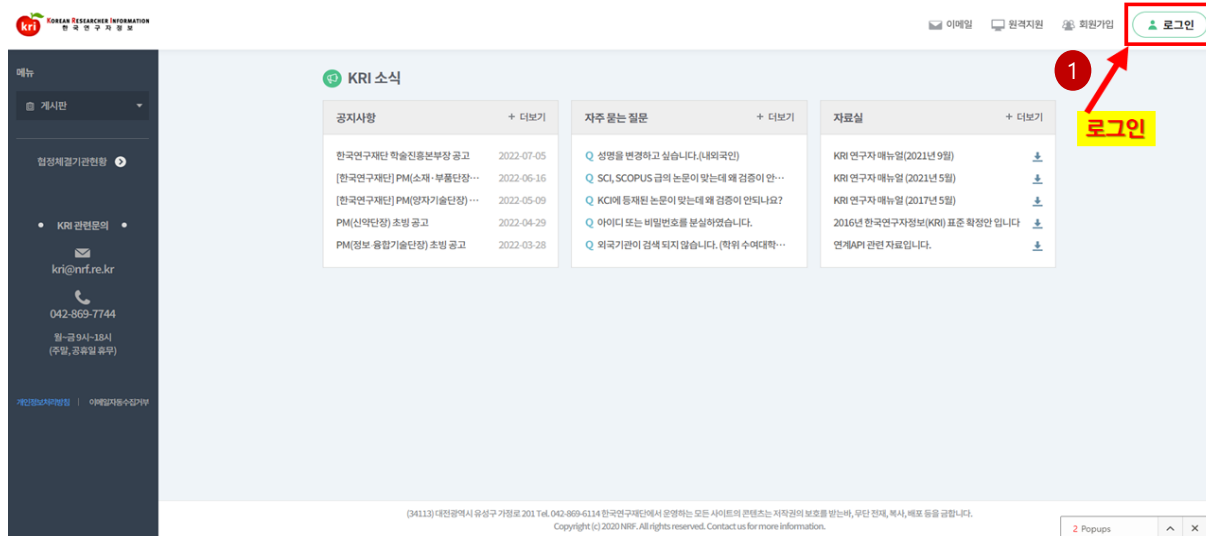 kri KOREAN RESEARCHER INFORMATION
한 국 연 구 자 정 보
이메일 원격지원 회원가입 로그인
1
로그인
메뉴
게시판
협정체결기관현황
KRI 관련문의
kri@nrf.re.kr
042-869-7744
월~금 9시~18시
(주말, 공휴일 휴무)
개인정보처리방침 | 이메일자동수집거부
KRI 소식
공지사항 + 더보기
한국연구재단 학술진흥본부장 공고 2022-07-05
[한국연구재단] PM(소재·부품단장··· 2022-06-16
[한국연구재단] PM(양자기술단장) ··· 2022-05-09
PM(신약단장) 초빙 공고 2022-04-29
PM(정보·융합기술단장) 초빙 공고 2022-03-28
자주 묻는 질문 + 더보기
Q 성명을 변경하고 싶습니다.(내외국인)
Q SCI, SCOPUS 급의 논문이 맞는데 왜 검증이 안···
Q KCI에 등재된 논문이 맞는데 왜 검증이 안되나요?
Q 아이디 또는 비밀번호를 분실하였습니다.
Q 외국기관이 검색 되지 않습니다. (학위 수여대학···
자료실 + 더보기
KRI 연구자 매뉴얼(2021년 9월)
KRI 연구자 매뉴얼 (2021년 5월)
KRI 연구자 매뉴얼 (2017년 5월)
2016년 한국연구자정보(KRI) 표준 확정안 입니다
연계API 관련 자료입니다.
(34113) 대전광역시 유성구 가정로 201 Tel. 042-869-6114 한국연구재단에서 운영하는 모든 사이트의 콘텐츠는 저작권의 보호를 받는바, 무단 전재, 복사, 배포 등을 금합니다.
Copyright (c) 2020 NRF. All rights reserved. Contact us for more information.
2 Popups